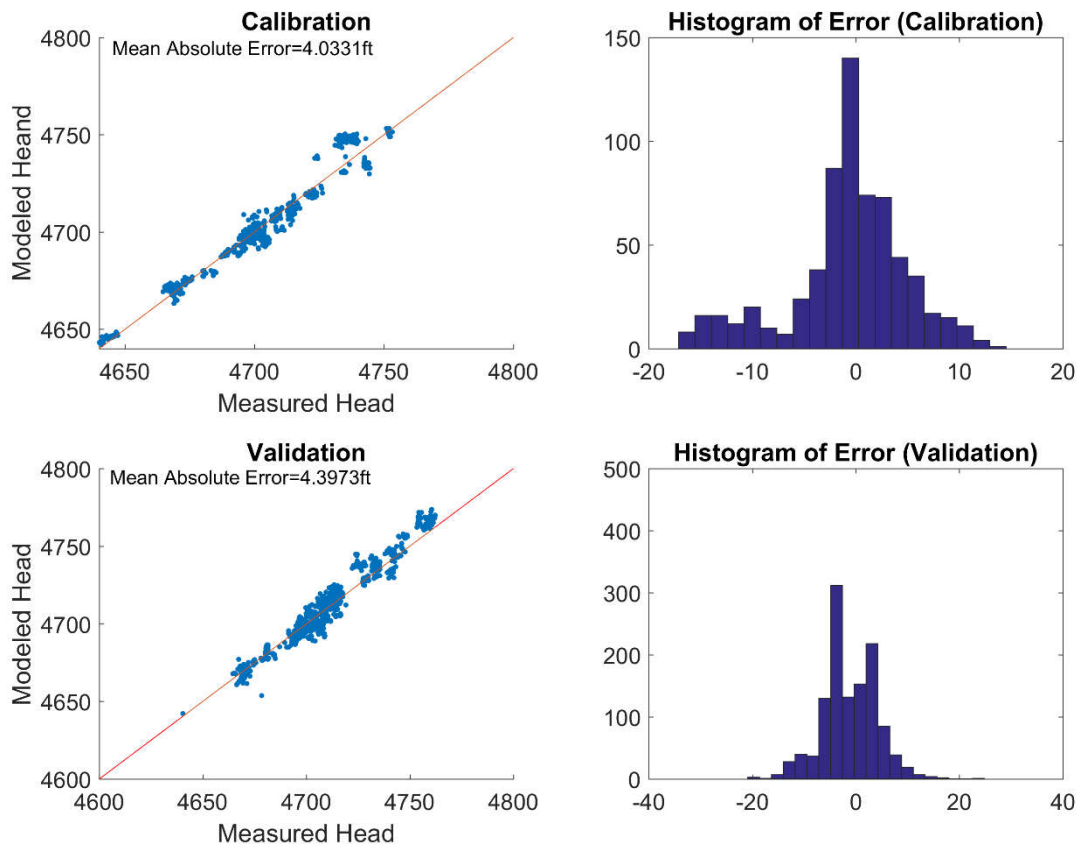 Calibration
Mean Absolute Error=4.0331ft
4800
4750
4700
4650
Modeled Heand
4650 4700 4750 4800
Measured Head
Histogram of Error (Calibration)
150
100
50
0
-20 -10 0 10 20
Validation
Mean Absolute Error=4.3973ft
4800
4750
4700
4650
4600
Modeled Head
4600 4650 4700 4750 4800
Measured Head
Histogram of Error (Validation)
500
400
300
200
100
0
-40 -20 0 20 40